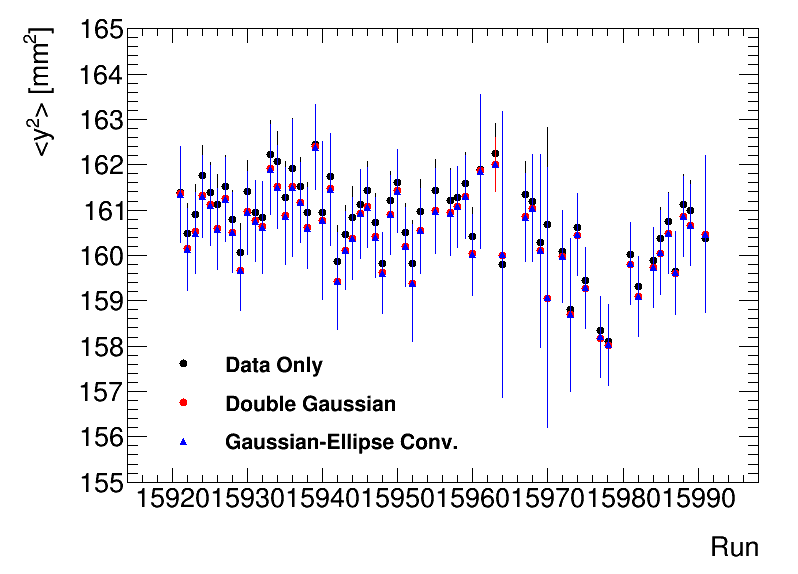 <y²> [mm²]
165
164
163
162
161
160
159
158
157
156
155
Data Only
Double Gaussian
Gaussian-Ellipse Conv.
15920 15930 15940 15950 15960 15970 15980 15990
Run